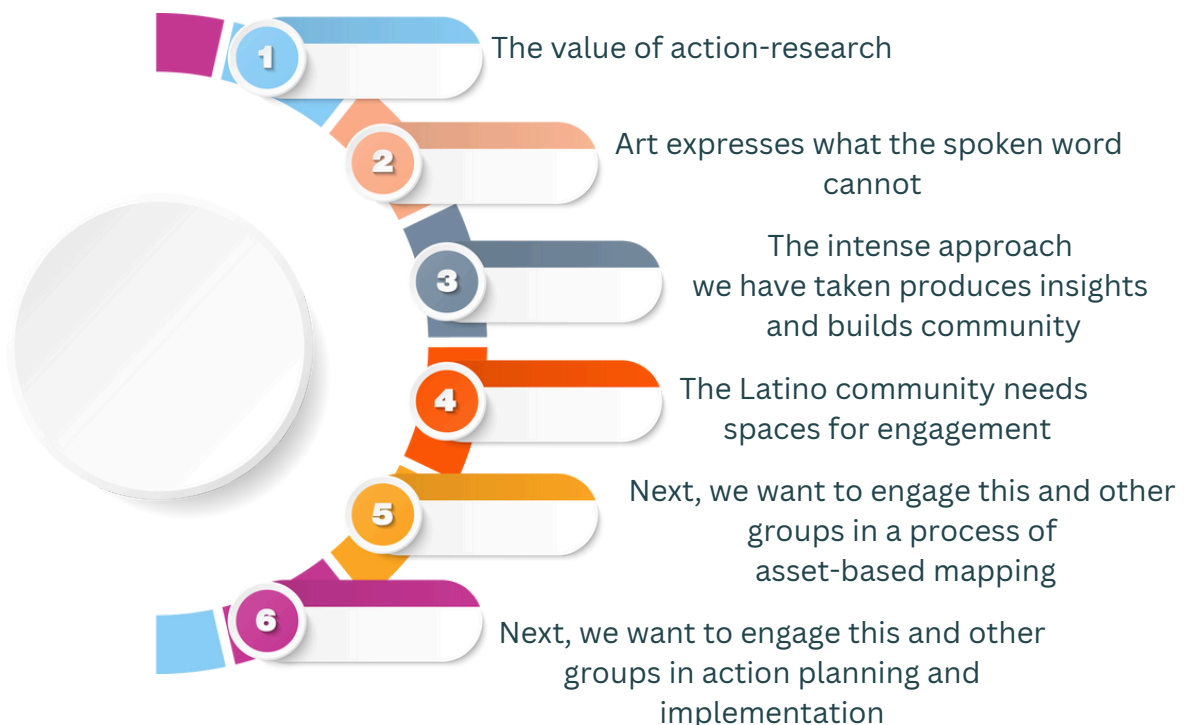 1
The value of action-research
2
Art expresses what the spoken word
cannot
3
The intense approach
we have taken produces insights
and builds community
4
The Latino community needs
spaces for engagement
5
Next, we want to engage this and other
groups in a process of
asset-based mapping
6
Next, we want to engage this and other
groups in action planning and
implementation